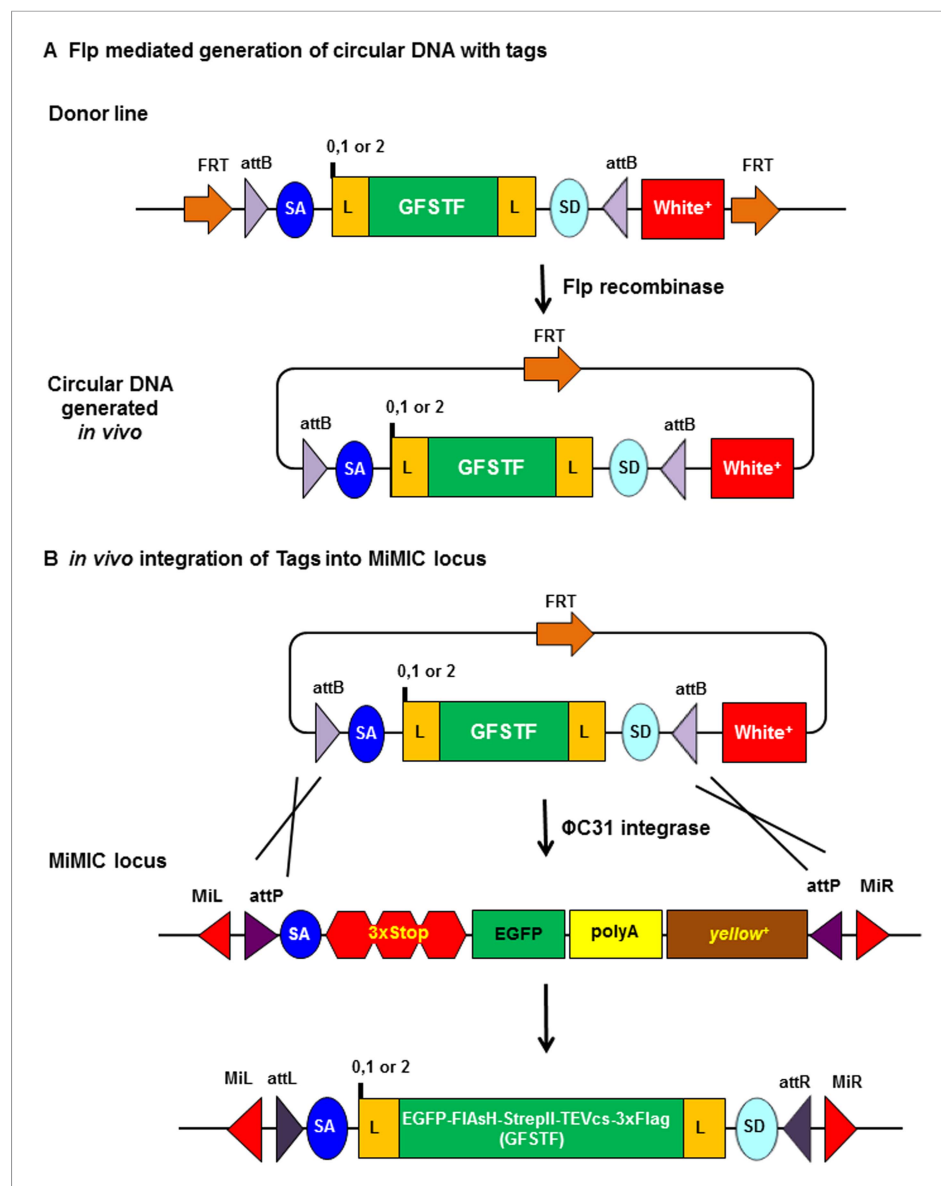 A Flp mediated generation of circular DNA with tags
Donor line
0,1 or 2
FRT attB attB FRT
SA L GFSTF L SD White⁺
Flp recombinase
FRT
Circular DNA
generated
in vivo
0,1 or 2
attB attB
SA L GFSTF L SD White⁺
B in vivo integration of Tags into MiMIC locus
FRT
0,1 or 2
attB attB
SA L GFSTF L SD White⁺
ΦC31 integrase
MiMIC locus
MiL attP attP MiR
SA 3xStop EGFP polyA yellow⁺
0,1 or 2
MiL attL attR MiR
SA L EGFP-FlAsH-StrepII-TEVcs-3xFlag L SD
(GFSTF)